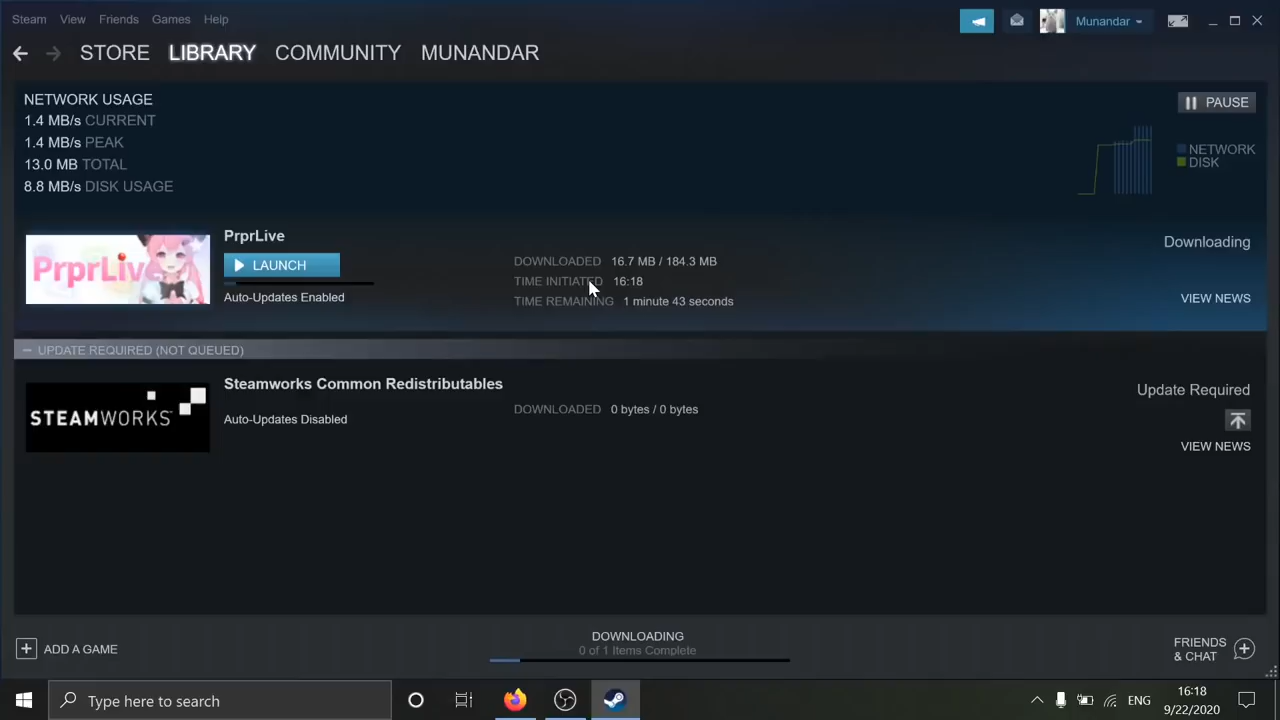 Steam View Friends Games Help
Munandar
STORE LIBRARY COMMUNITY MUNANDAR
NETWORK USAGE
1.4 MB/s CURRENT
1.4 MB/s PEAK
13.0 MB TOTAL
8.8 MB/s DISK USAGE
PAUSE
NETWORK
DISK
PrprLive
PrprLive
LAUNCH
Auto-Updates Enabled
DOWNLOADED 16.7 MB / 184.3 MB
TIME INITIATED 16:18
TIME REMAINING 1 minute 43 seconds
Downloading
VIEW NEWS
UPDATE REQUIRED (NOT QUEUED)
STEAMWORKS
Steamworks Common Redistributables
Auto-Updates Disabled
DOWNLOADED 0 bytes / 0 bytes
Update Required
VIEW NEWS
ADD A GAME
DOWNLOADING
0 of 1 Items Complete
FRIENDS
& CHAT
Type here to search
ENG
16:18
9/22/2020